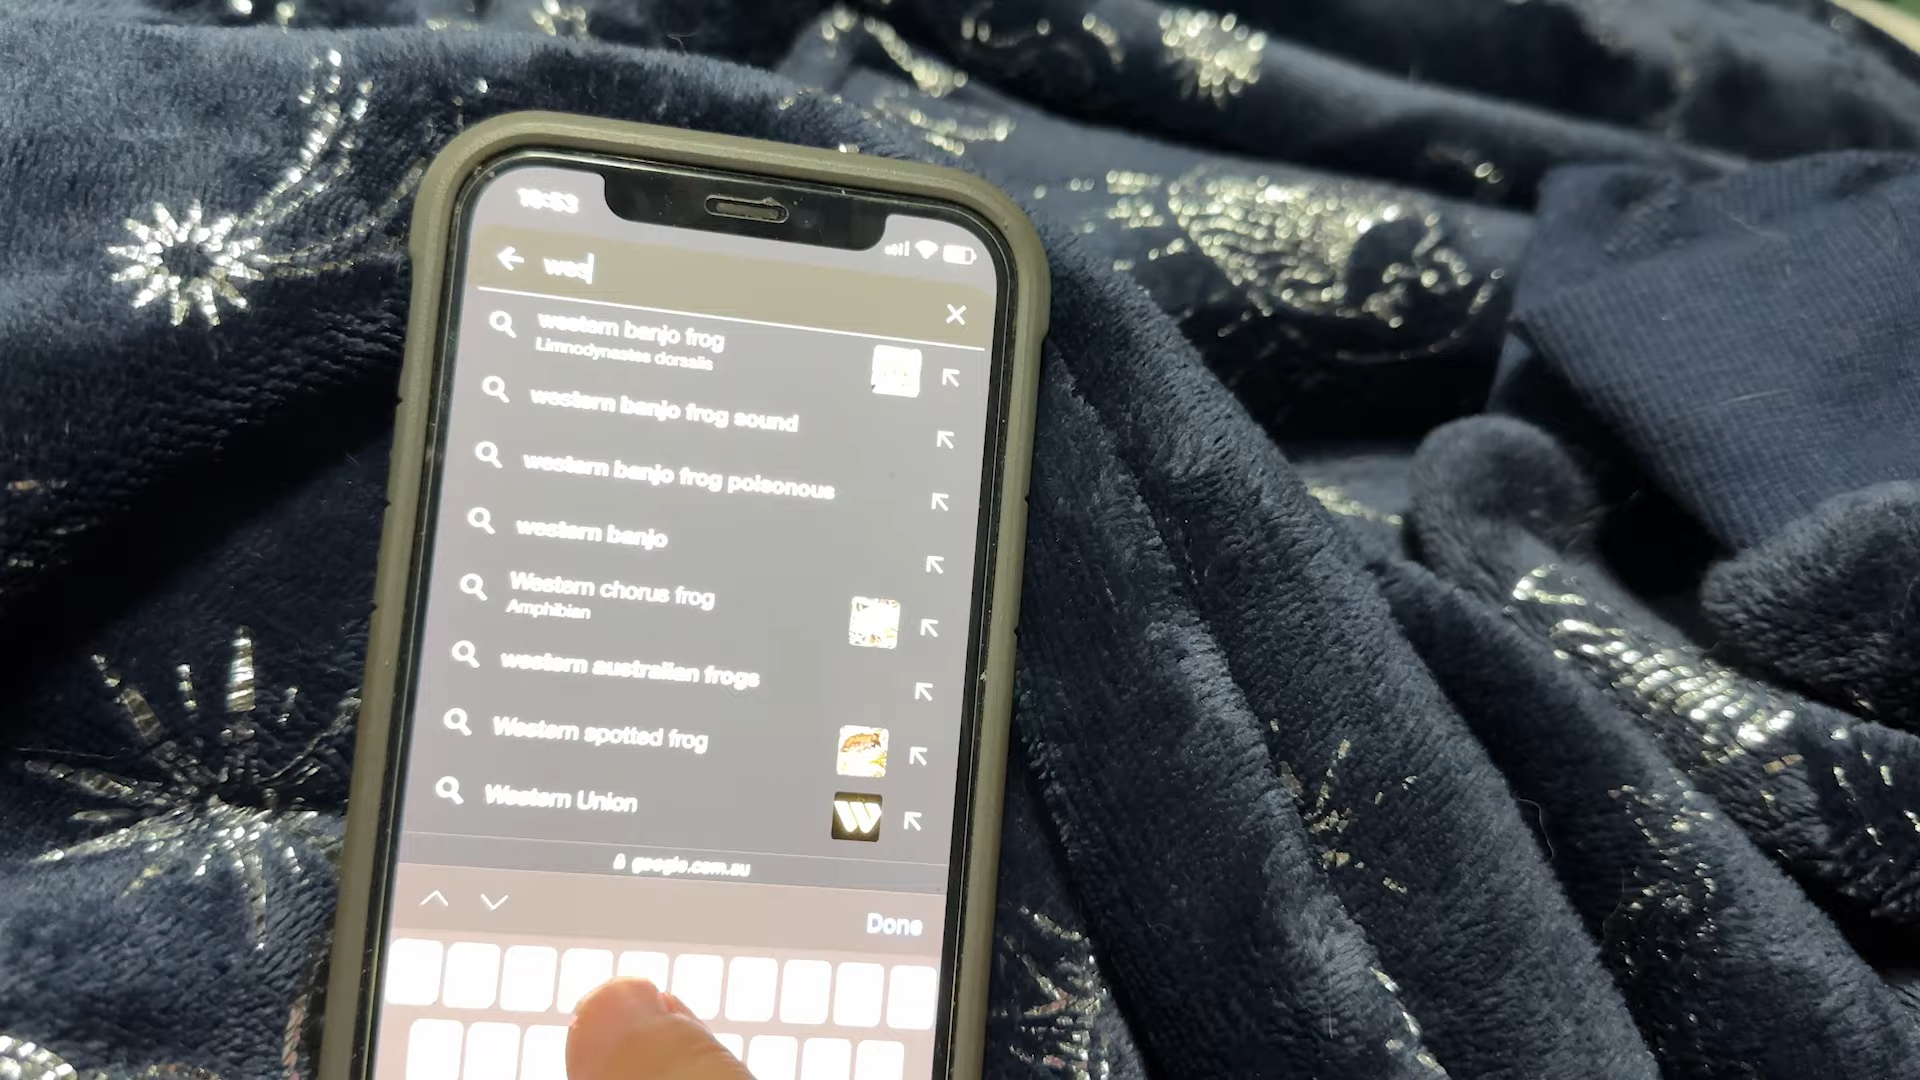 wes
western banjo frog
Limnodynastes dorsalis
western banjo frog sound
western banjo frog poisonous
western banjo
Western chorus frog
Amphibian
western australian frogs
Western spotted frog
Western Union
google.com.au
Done